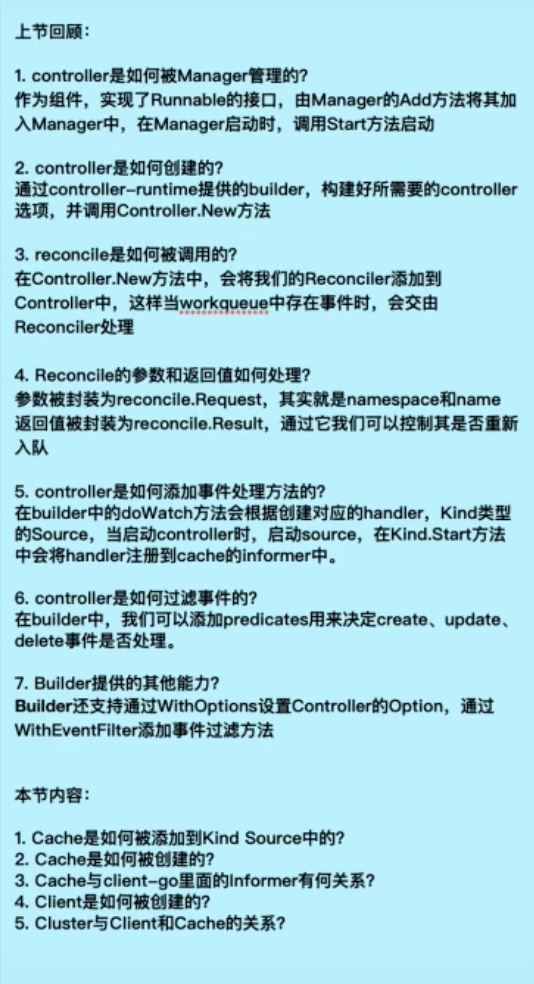 上节回顾：
1. controller是如何被Manager管理的？
作为组件，实现了Runnable的接口，由Manager的Add方法将其加
入Manager中，在Manager启动时，调用Start方法启动
2. controller是如何创建的？
通过controller-runtime提供的builder，构建好所需要的controller
选项，并调用Controller.New方法
3. reconcile是如何被调用的？
在Controller.New方法中，会将我们的Reconciler添加到
Controller中，这样当workqueue中存在事件时，会交由
Reconciler处理
4. Reconcile的参数和返回值如何处理？
参数被封装为reconcile.Request，其实就是namespace和name
返回值被封装为reconcile.Result，通过它我们可以控制其是否重新
入队
5. controller是如何添加事件处理方法的？
在builder中的doWatch方法会根据创建对应的handler，Kind类型
的Source，当启动controller时，启动source，在Kind.Start方法
中会将handler注册到cache的informer中。
6. controller是如何过滤事件的？
在builder中，我们可以添加predicates用来决定create、update、
delete事件是否处理。
7. Builder提供的其他能力？
Builder还支持通过WithOptions设置Controller的Option，通过
WithEventFilter添加事件过滤方法
本节内容：
1. Cache是如何被添加到Kind Source中的？
2. Cache是如何被创建的？
3. Cache与client-go里面的Informer有何关系？
4. Client是如何被创建的？
5. Cluster与Client和Cache的关系？